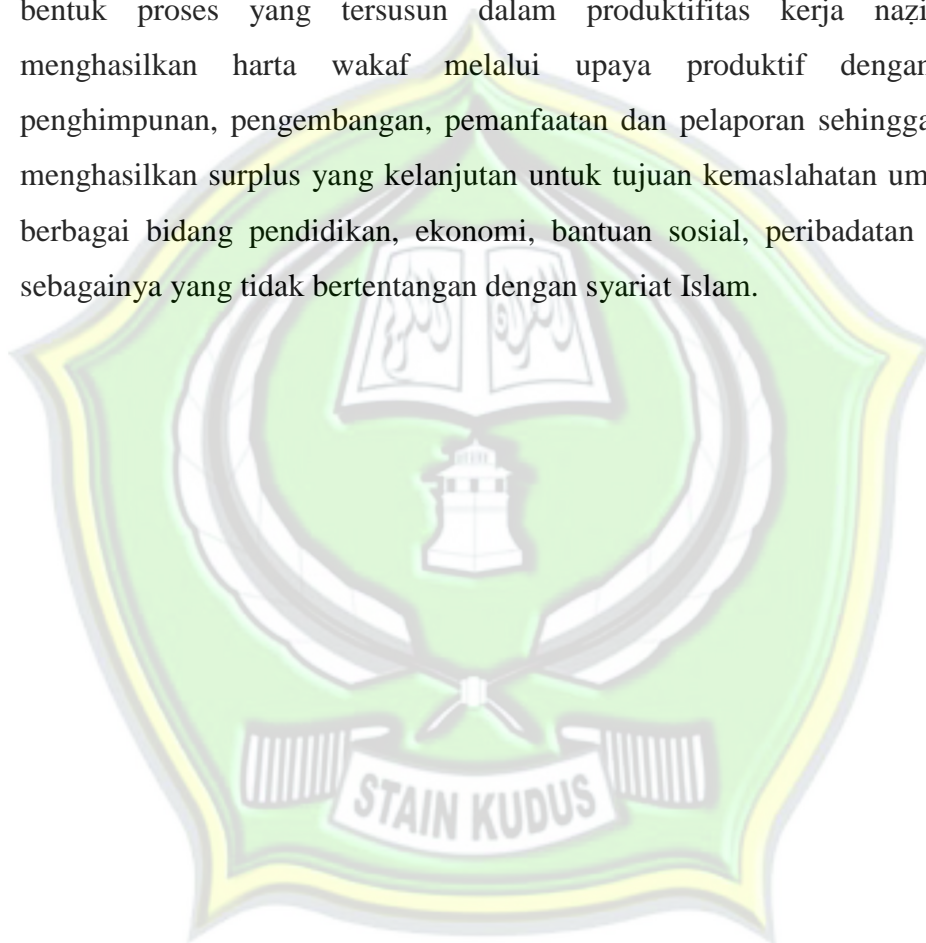 bentuk proses yang tersusun dalam produktifitas kerja naẓi
menghasilkan harta wakaf melalui upaya produktif dengan
penghimpunan, pengembangan, pemanfaatan dan pelaporan sehingga
menghasilkan surplus yang kelanjutan untuk tujuan kemaslahatan um
berbagai bidang pendidikan, ekonomi, bantuan sosial, peribadatan
sebagainya yang tidak bertentangan dengan syariat Islam.
STAIN KUDUS